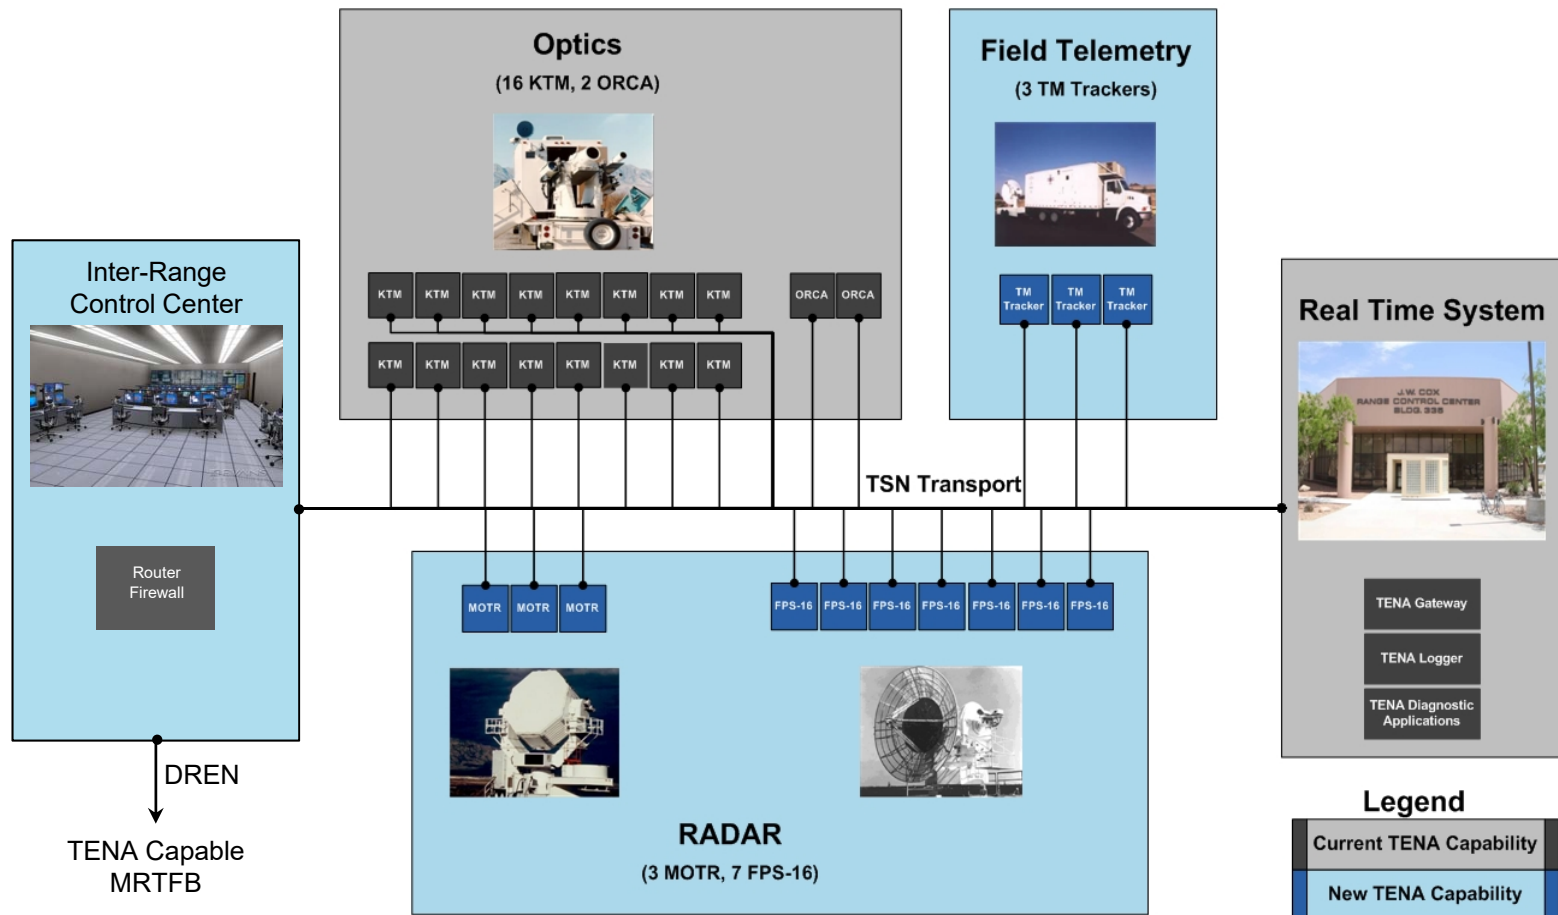 Optics
(16 KTM, 2 ORCA)
KTM KTM KTM KTM KTM KTM KTM KTM
ORCA ORCA
KTM KTM KTM KTM KTM KTM KTM KTM
Field Telemetry
(3 TM Trackers)
TM TM TM
Tracker Tracker Tracker
Inter-Range
Control Center
Router
Firewall
DREN
TENA Capable
MRTFB
TSN Transport
MOTR MOTR MOTR
FPS-16 FPS-16 FPS-16 FPS-16 FPS-16 FPS-16 FPS-16
RADAR
(3 MOTR, 7 FPS-16)
Real Time System
J.W. COX
RANGE CONTROL CENTER
BLDG. 335
TENA Gateway
TENA Logger
TENA Diagnostic
Applications
Legend
Current TENA Capability
New TENA Capability